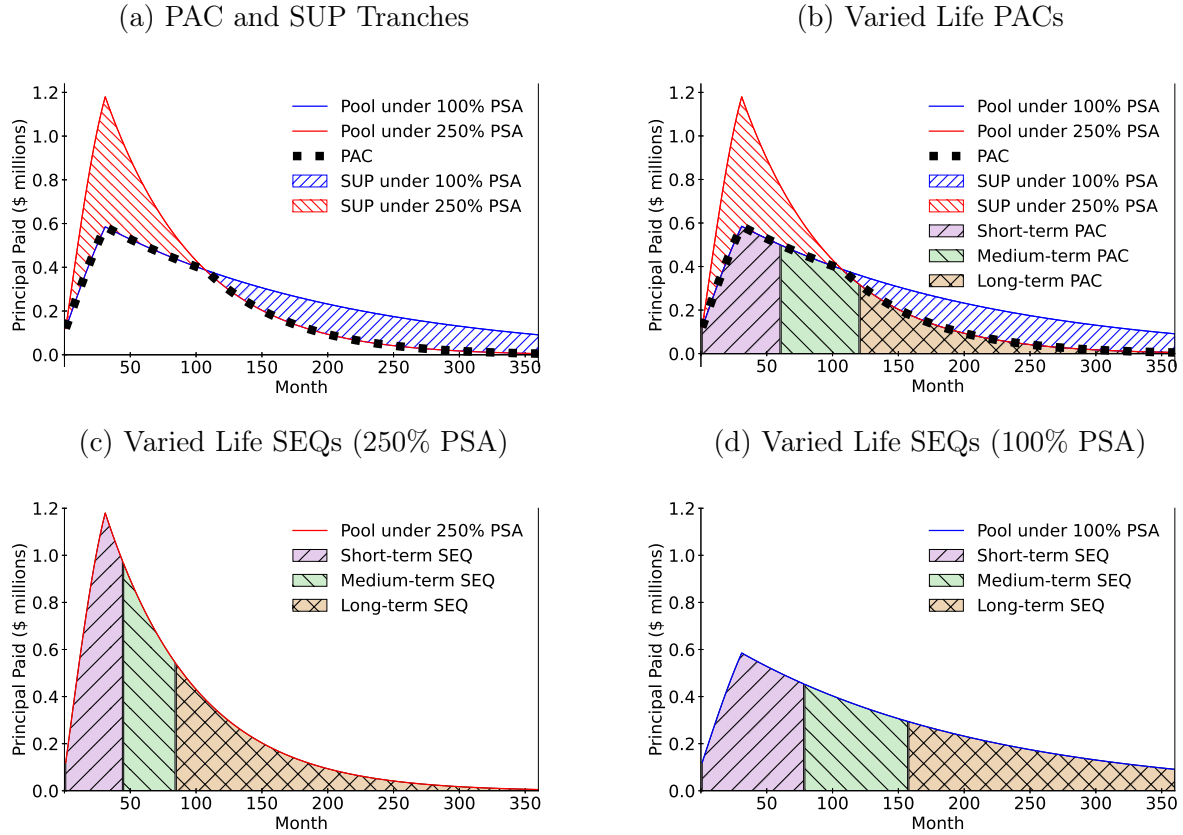 (a) PAC and SUP Tranches
Principal Paid ($ millions)
1.2
1.0
0.8
0.6
0.4
0.2
0.0
Pool under 100% PSA
Pool under 250% PSA
PAC
SUP under 100% PSA
SUP under 250% PSA
50 100 150 200 250 300 350
Month
(b) Varied Life PACs
Principal Paid ($ millions)
1.2
1.0
0.8
0.6
0.4
0.2
0.0
Pool under 100% PSA
Pool under 250% PSA
PAC
SUP under 100% PSA
SUP under 250% PSA
Short-term PAC
Medium-term PAC
Long-term PAC
50 100 150 200 250 300 350
Month
(c) Varied Life SEQs (250% PSA)
Principal Paid ($ millions)
1.2
1.0
0.8
0.6
0.4
0.2
0.0
Pool under 250% PSA
Short-term SEQ
Medium-term SEQ
Long-term SEQ
50 100 150 200 250 300 350
Month
(d) Varied Life SEQs (100% PSA)
Principal Paid ($ millions)
1.2
1.0
0.8
0.6
0.4
0.2
0.0
Pool under 100% PSA
Short-term SEQ
Medium-term SEQ
Long-term SEQ
50 100 150 200 250 300 350
Month